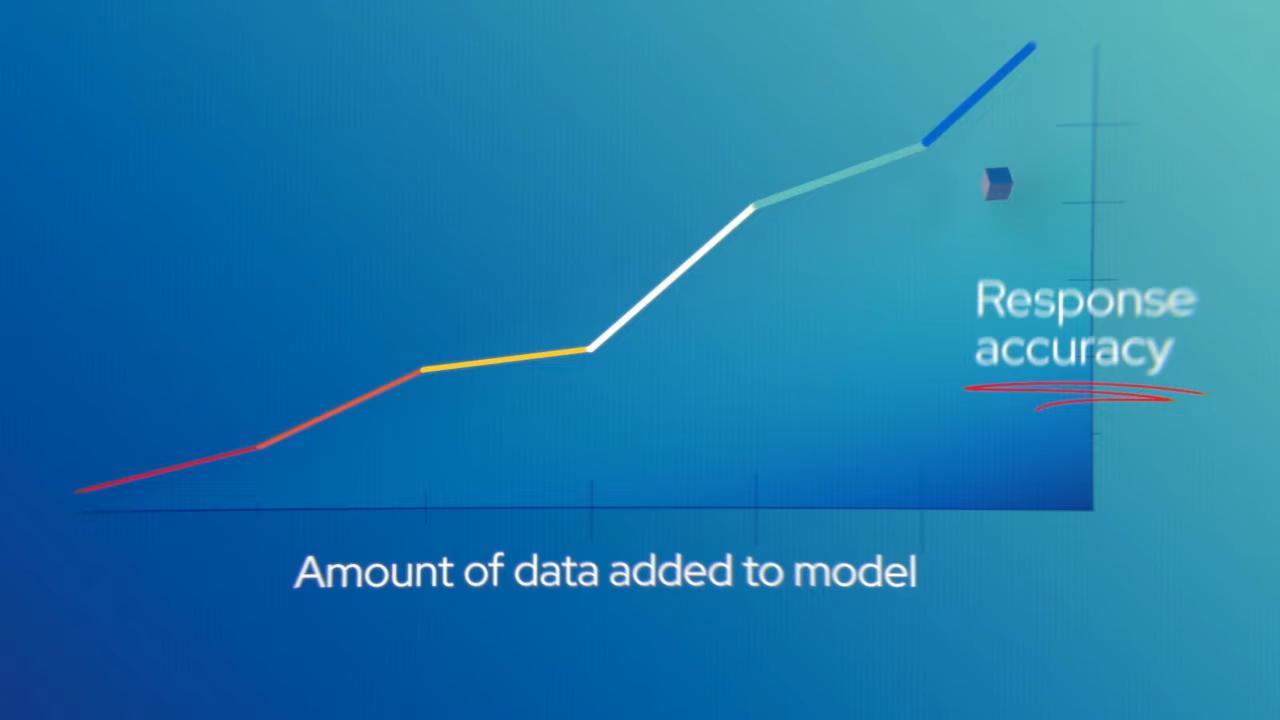 Response
accuracy
Amount of data added to model